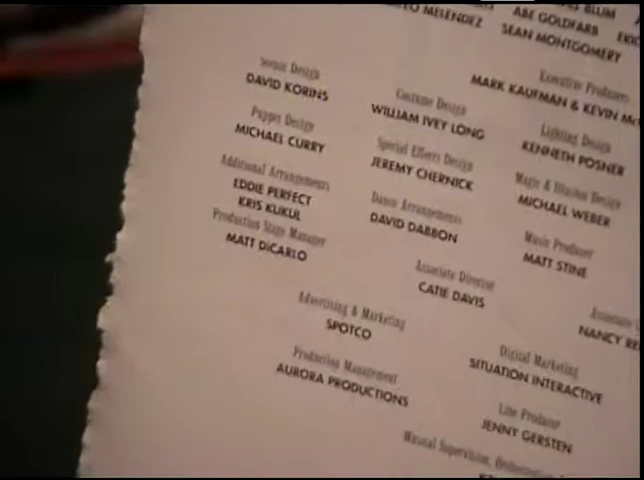 BLUM
MELENDEZ
ABE GOLDFARB
SEAN MONTGOMERY
Executive Producers
MARK KAUFMAN & KEVIN
Scenic Design
DAVID KORINS
Costume Design
WILLIAM IVEY LONG
Lighting Design
KENNETH POSNER
Puppet Design
MICHAEL CURRY
Special Effects Design
JEREMY CHERNICK
Magic & Illusion Design
MICHAEL WEBER
Additional Arrangements
EDDIE PERFECT
KRIS KUKUL
Dance Arrangements
DAVID DABBON
Music Producer
MATT STINE
Production Stage Manager
MATT DiCARLO
Associate Director
CATIE DAVIS
Associate
NANCY
Advertising & Marketing
SPOTCO
Digital Marketing
SITUATION INTERACTIVE
Production Management
AURORA PRODUCTIONS
Line Producer
JENNY GERSTEN
Musical Supervision,